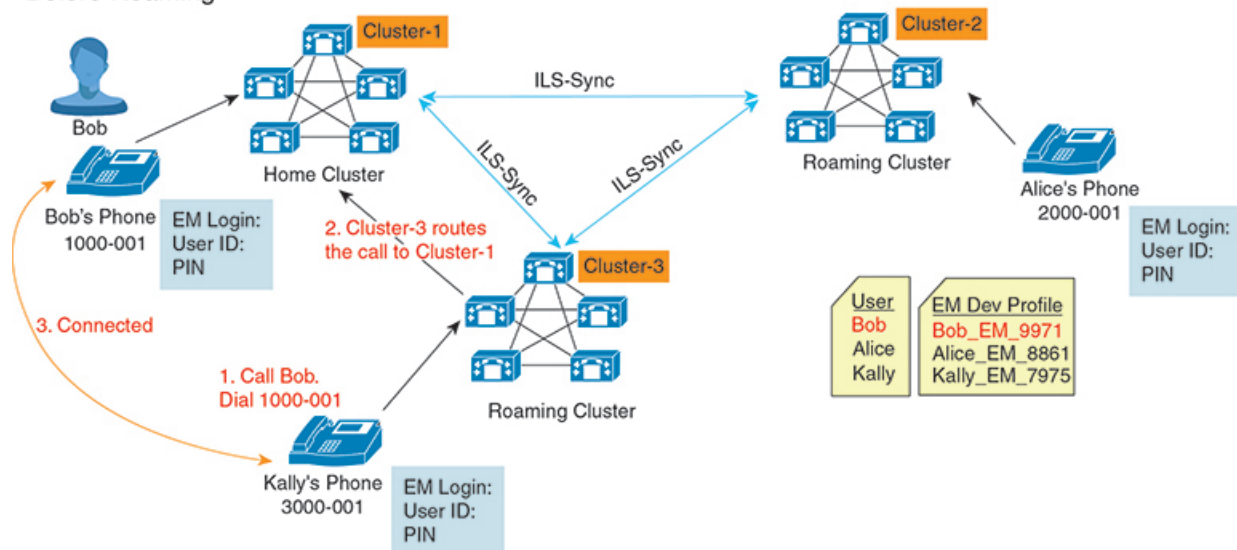 Cluster-1
Cluster-2
ILS-Sync
Bob
ILS-Sync
ILS-Sync
Home Cluster
Roaming Cluster
Bob's Phone
1000-001
EM Login:
User ID:
PIN
Alice's Phone
2000-001
EM Login:
User ID:
PIN
2. Cluster-3 routes
the call to Cluster-1
Cluster-3
User
Bob
Alice
Kally
EM Dev Profile
Bob_EM_9971
Alice_EM_8861
Kally_EM_7975
3. Connected
1. Call Bob.
Dial 1000-001
Roaming Cluster
Kally's Phone
3000-001
EM Login:
User ID:
PIN